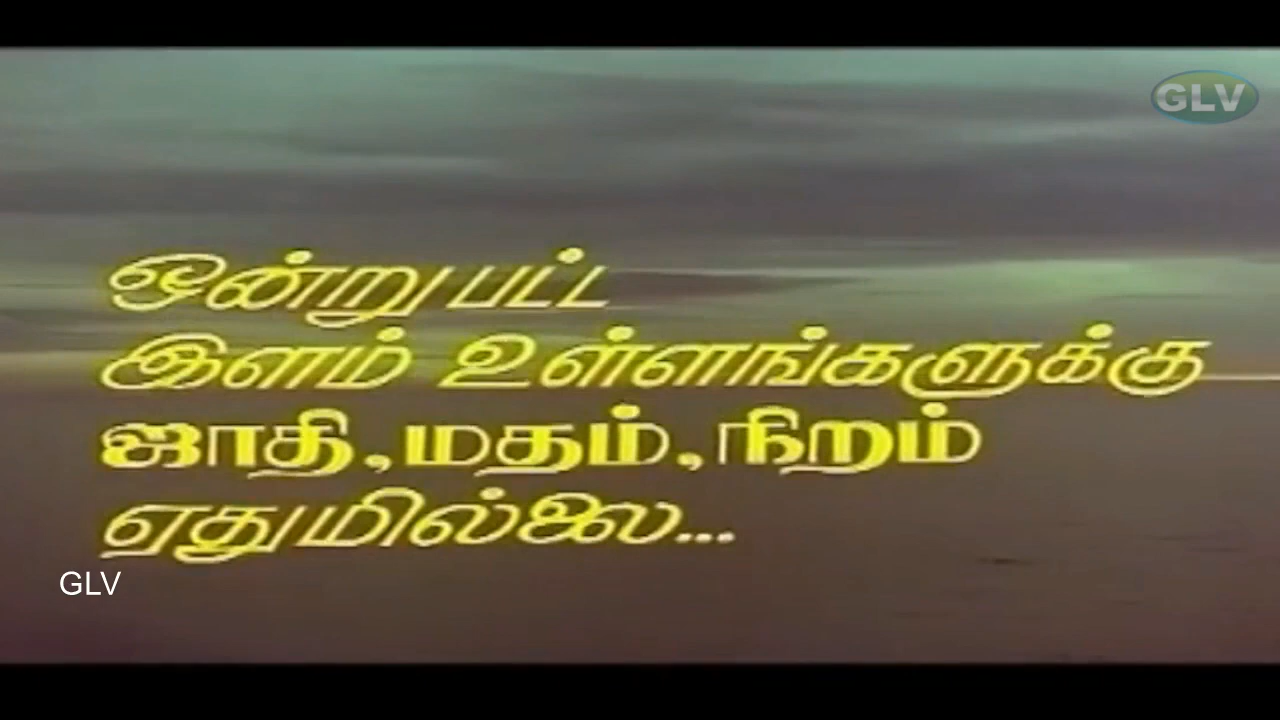 GLV
ஒன்றுபட்ட
இளம் உள்ளங்களுக்கு
ஜாதி, மதம், நிறம்
ஏதுமில்லை...
GLV